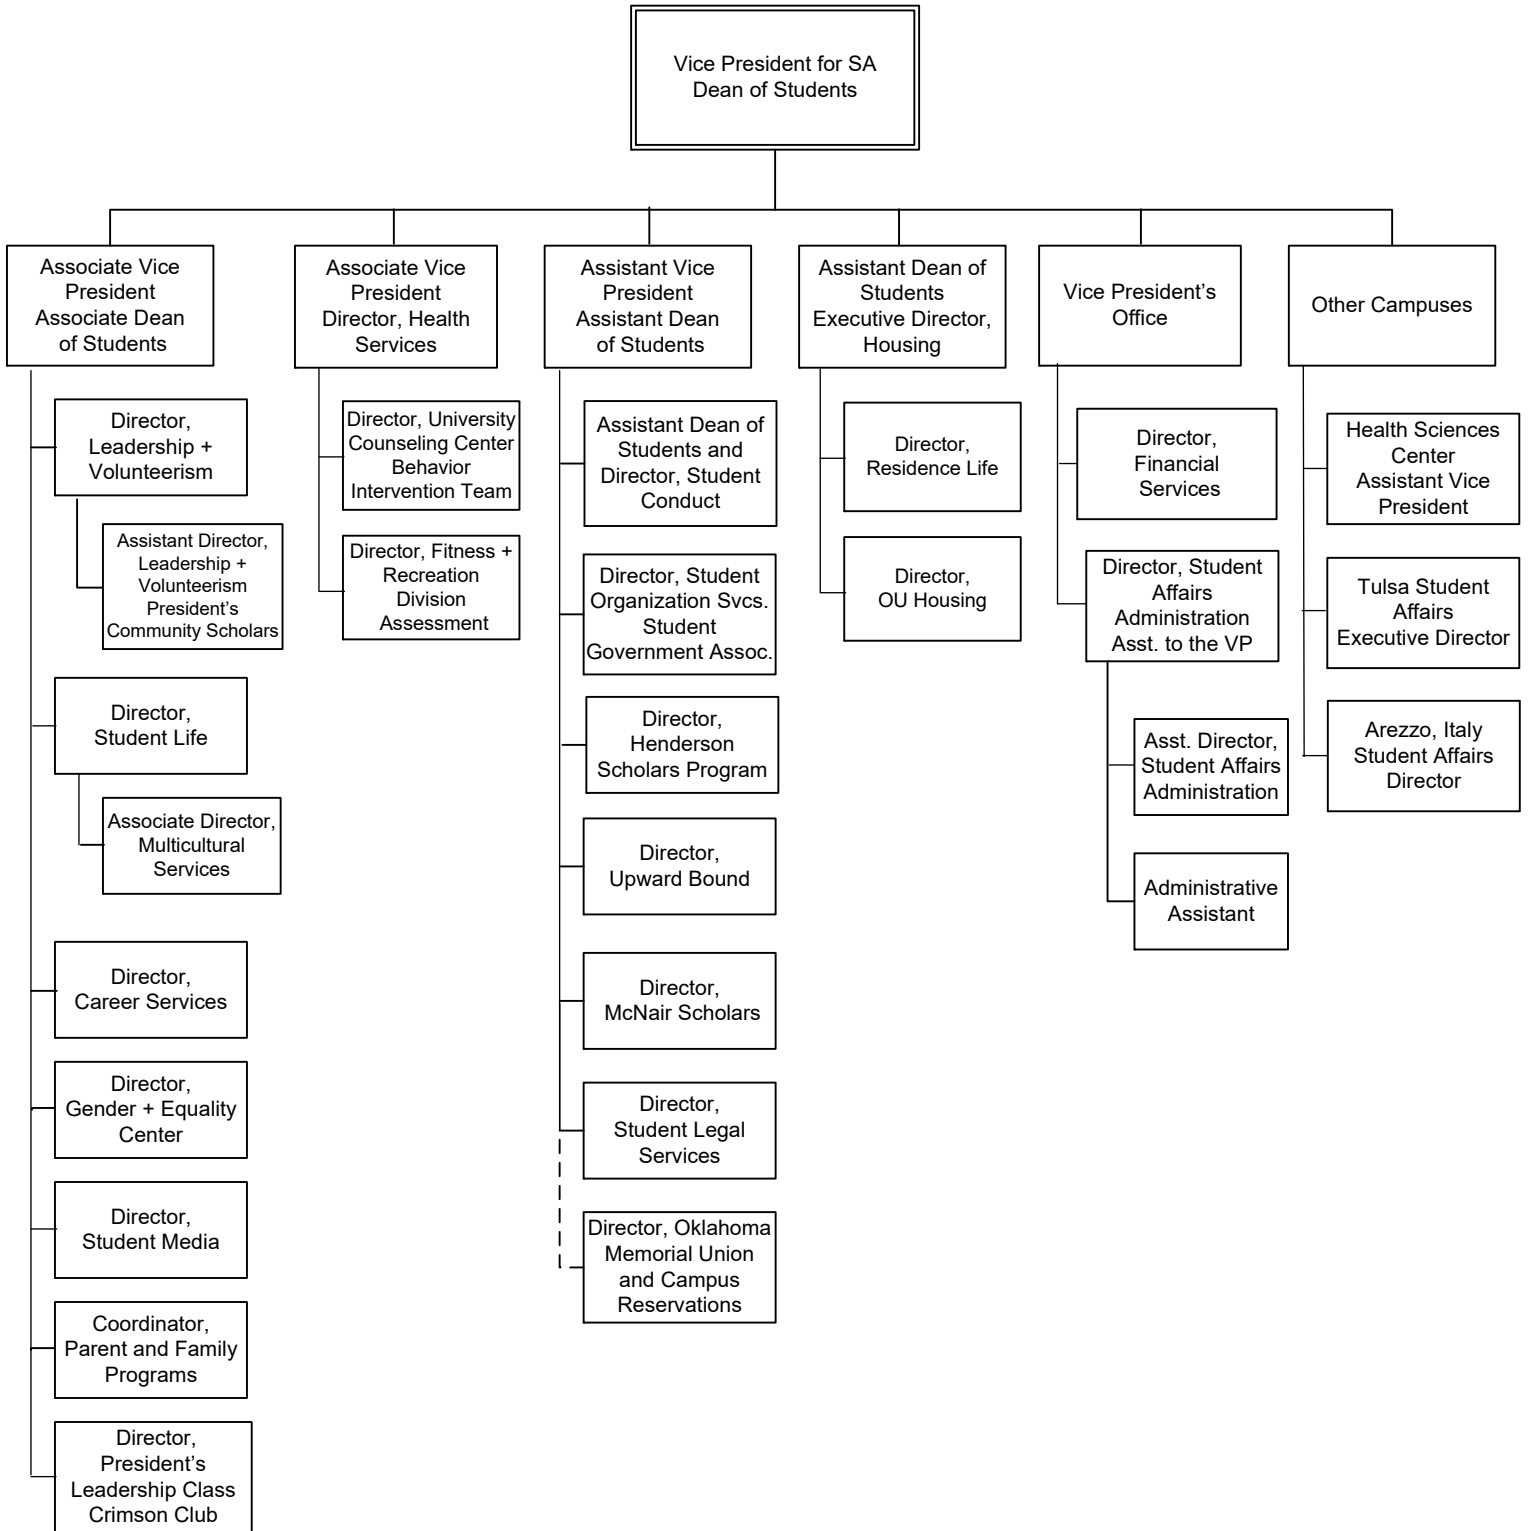 Vice President for SA
Dean of Students
Associate Vice
President
Associate Dean
of Students
Director,
Leadership +
Volunteerism
Assistant Director,
Leadership +
Volunteerism
President’s
Community Scholars
Director,
Student Life
Associate Director,
Multicultural
Services
Director,
Career Services
Director,
Gender + Equality
Center
Director,
Student Media
Coordinator,
Parent and Family
Programs
Director,
President’s
Leadership Class
Crimson Club
Associate Vice
President
Director, Health
Services
Director, University
Counseling Center
Behavior
Intervention Team
Director, Fitness +
Recreation
Division
Assessment
Assistant Vice
President
Assistant Dean
of Students
Assistant Dean of
Students and
Director, Student
Conduct
Director, Student
Organization Svcs.
Student
Government Assoc.
Director,
Henderson
Scholars Program
Director,
Upward Bound
Director,
McNair Scholars
Director,
Student Legal
Services
Director, Oklahoma
Memorial Union
and Campus
Reservations
Assistant Dean of
Students
Executive Director,
Housing
Director,
Residence Life
Director,
OU Housing
Vice President’s
Office
Director,
Financial
Services
Director, Student
Affairs
Administration
Asst. to the VP
Asst. Director,
Student Affairs
Administration
Administrative
Assistant
Other Campuses
Health Sciences
Center
Assistant Vice
President
Tulsa Student
Affairs
Executive Director
Arezzo, Italy
Student Affairs
Director